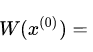 W(x⁽⁰⁾) =